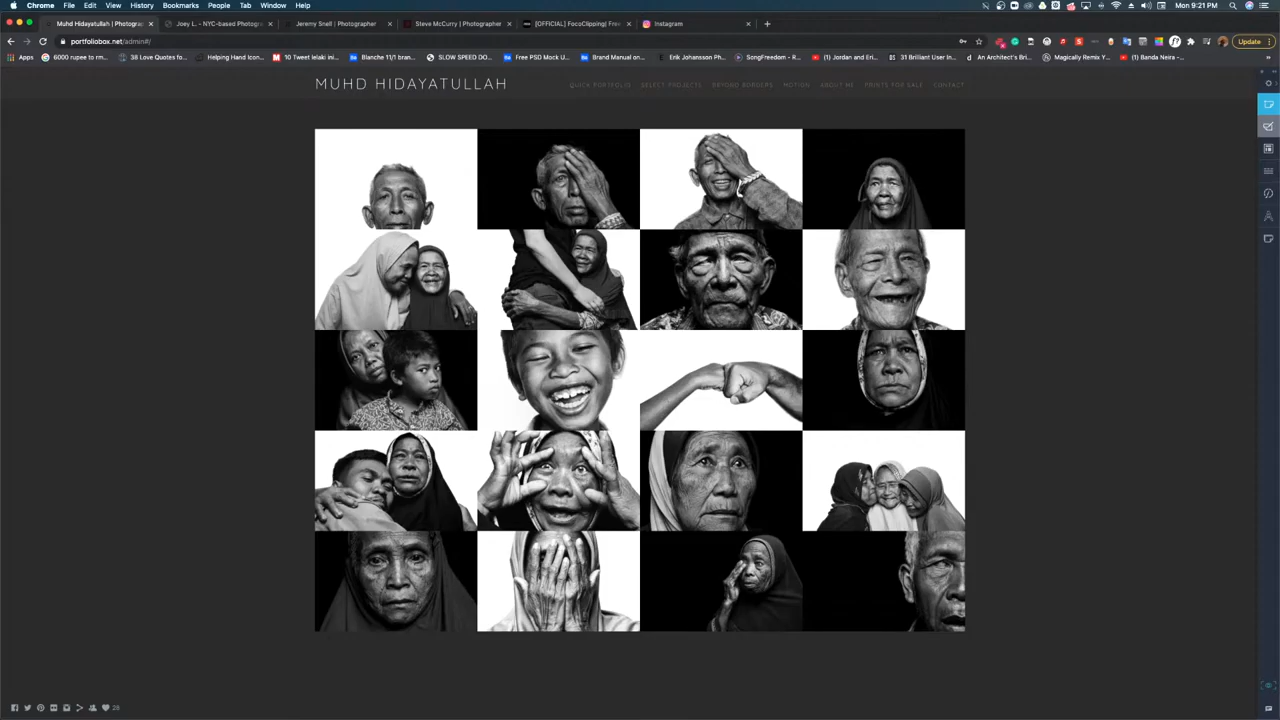 Chrome File Edit View History Bookmarks People Tab Window Help Mon 9:21 PM
Muhd Hidayatullah | Photograp Joey L. - NYC-based Photogr Jeremy Snell | Photographer Steve McCurry | Photographer [OFFICIAL] FocoClipping| Free Instagram
portfoliobox.net/admin#/ Update
Apps 6000 rupee to rm... 38 Love Quotes fo... Helping Hand Icon... 10 Tweet lelaki ini... Blanche 11/1 brand... SLOW SPEED DO... Free PSD Mock U... Brand Manual on... Erik Johansson Ph... SongFreedom -... (1) Jordan and Eri... 31 Brilliant User In... An Architect's Bri... Magically Remix Y... (1) Banda Neira -...
MUHD HIDAYATULLAH QUICK PORTFOLIO SELECT PROJECTS BEYOND BORDERS MOTION ABOUT ME PRINTS FOR SALE CONTACT